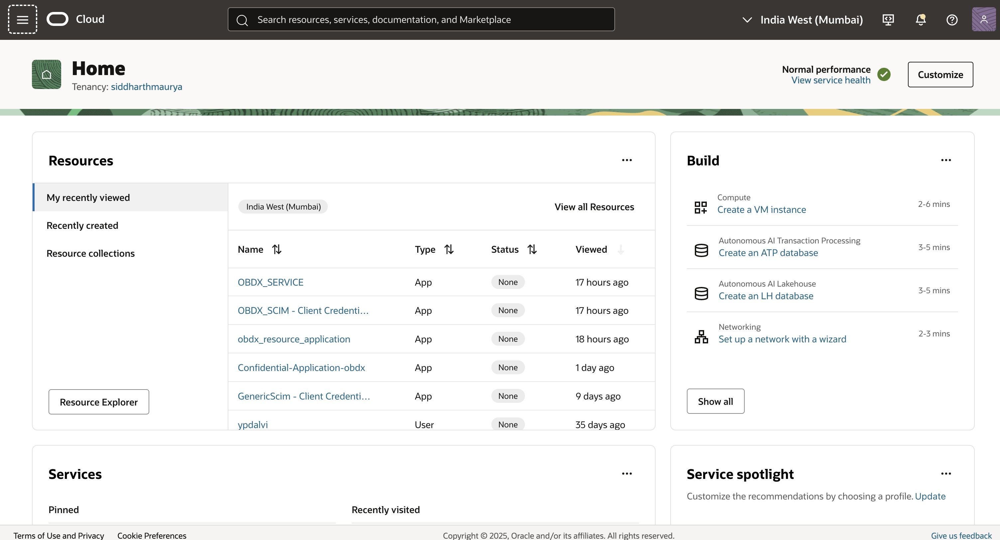 Cloud
Search resources, services, documentation, and Marketplace
India West (Mumbai)
Home
Tenancy: siddharthmaurya
Normal performance
View service health
Customize
Resources
My recently viewed
Recently created
Resource collections
Resource Explorer
India West (Mumbai) View all Resources
Name Type Status Viewed
OBDX_SERVICE App None 17 hours ago
OBDX_SCIM - Client Credenti... App None 17 hours ago
obdx_resource_application App None 18 hours ago
Confidential-Application-obdx App None 1 day ago
GenericScim - Client Credenti... App None 9 days ago
ypdalvi User None 35 days ago
Build
Compute
Create a VM instance 2-6 mins
Autonomous AI Transaction Processing
Create an ATP database 3-5 mins
Autonomous AI Lakehouse
Create an LH database 3-5 mins
Networking
Set up a network with a wizard 2-3 mins
Show all
Services
Pinned Recently visited
Service spotlight
Customize the recommendations by choosing a profile. Update
Terms of Use and Privacy Cookie Preferences Copyright © 2025, Oracle and/or its affiliates. All rights reserved. Give us feedback